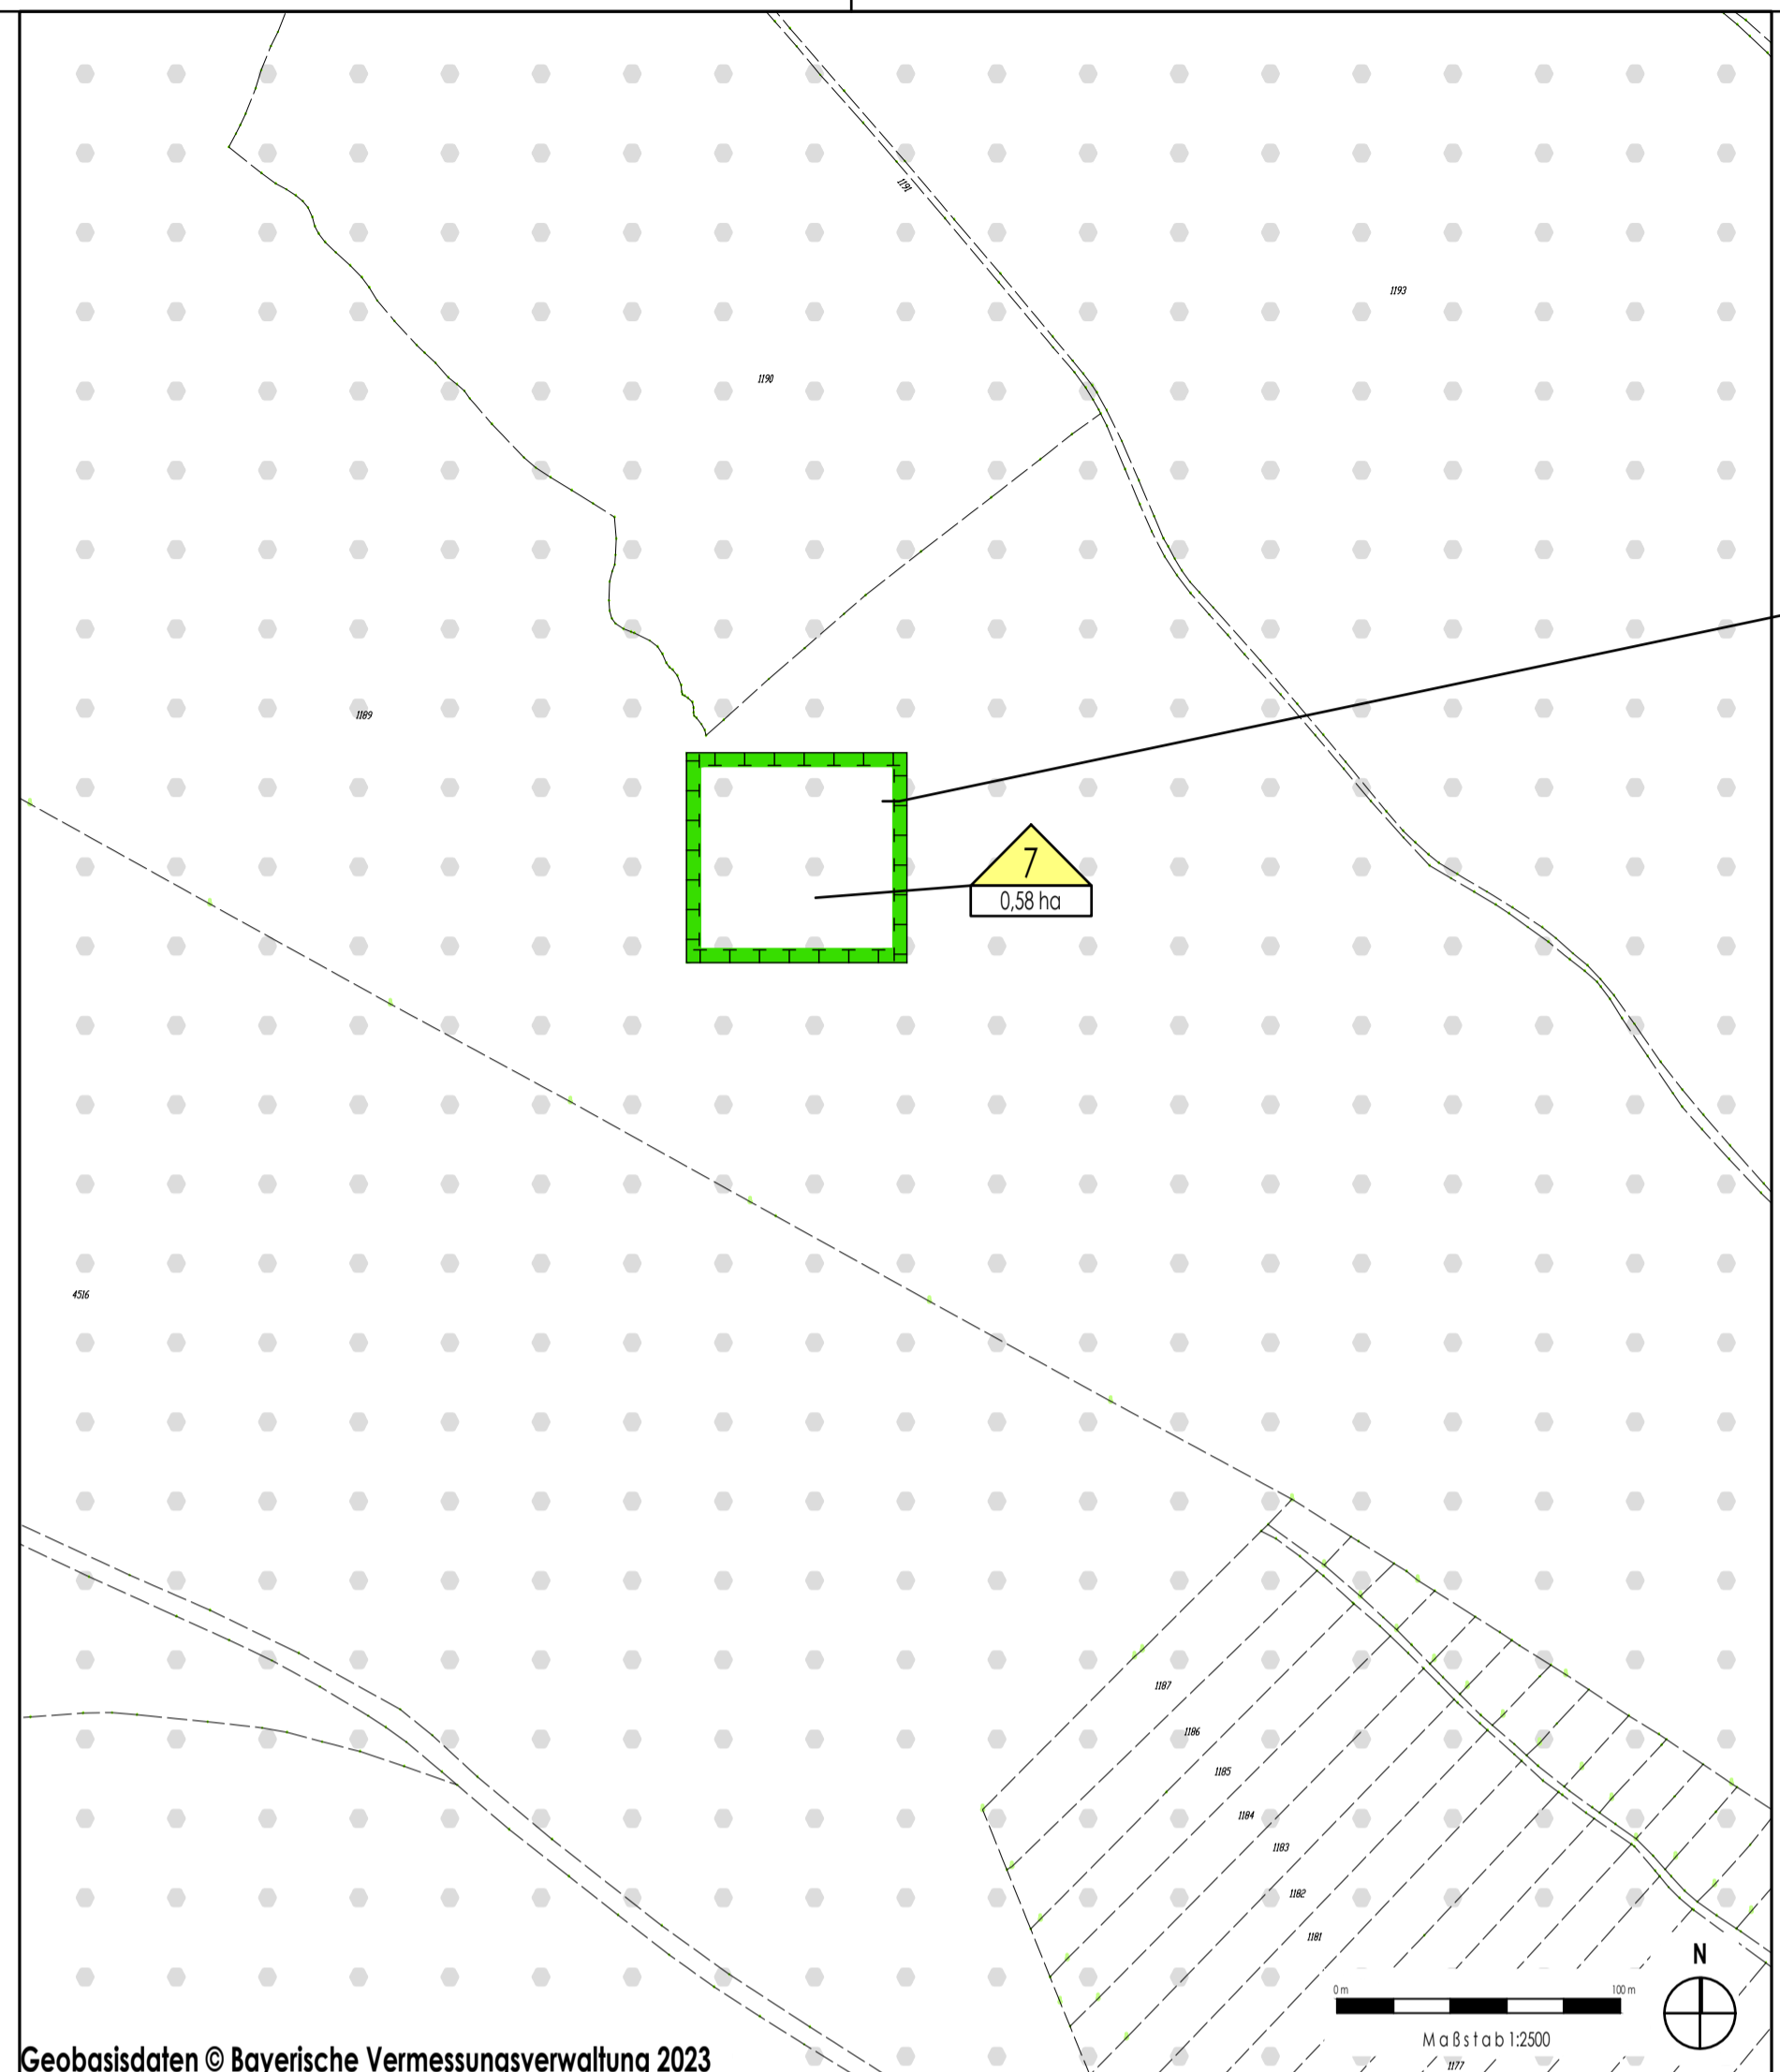 1191
1193
1190
1189
7
0,58 ha
4516
1187
1186
1185
1184
1183
1182
1181
N
0 m
100 m
Maßstab 1:2500
1177
Geobasisdaten © Bayerische Vermessungsverwaltung 2023